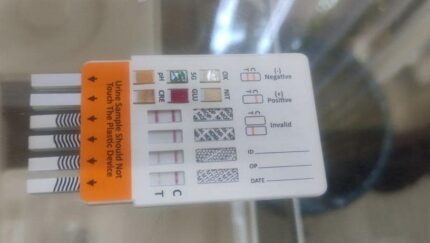 Urine Sample Should Not
Touch The Plastic Device
pH
SG
OX
CRE
GLU
NIT
C
T
(-)
Negative
C
T
(+)
Positive
C
T
Invalid
C
T
ID
OP
DATE